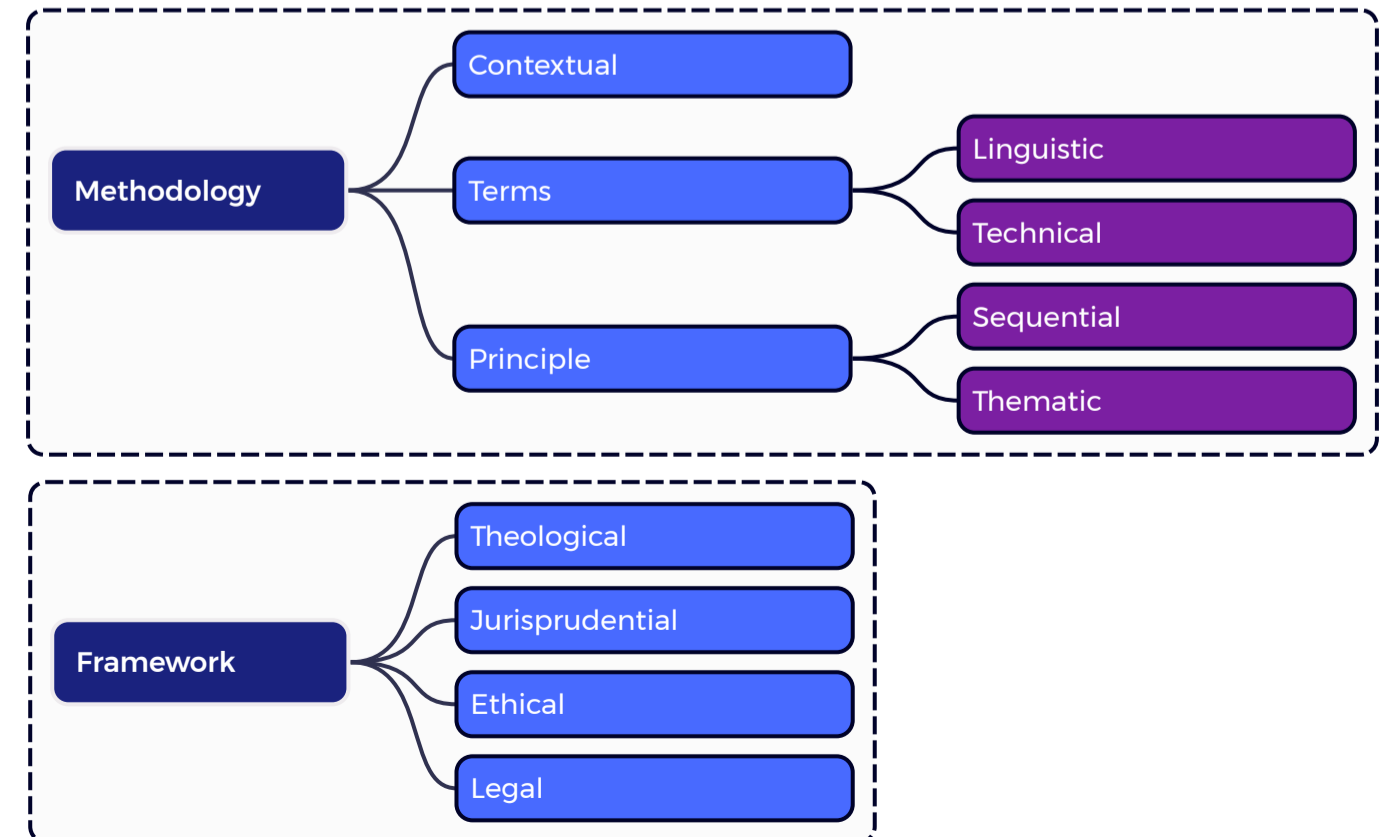 Methodology
Contextual
Terms
Linguistic
Technical
Principle
Sequential
Thematic
Framework
Theological
Jurisprudential
Ethical
Legal